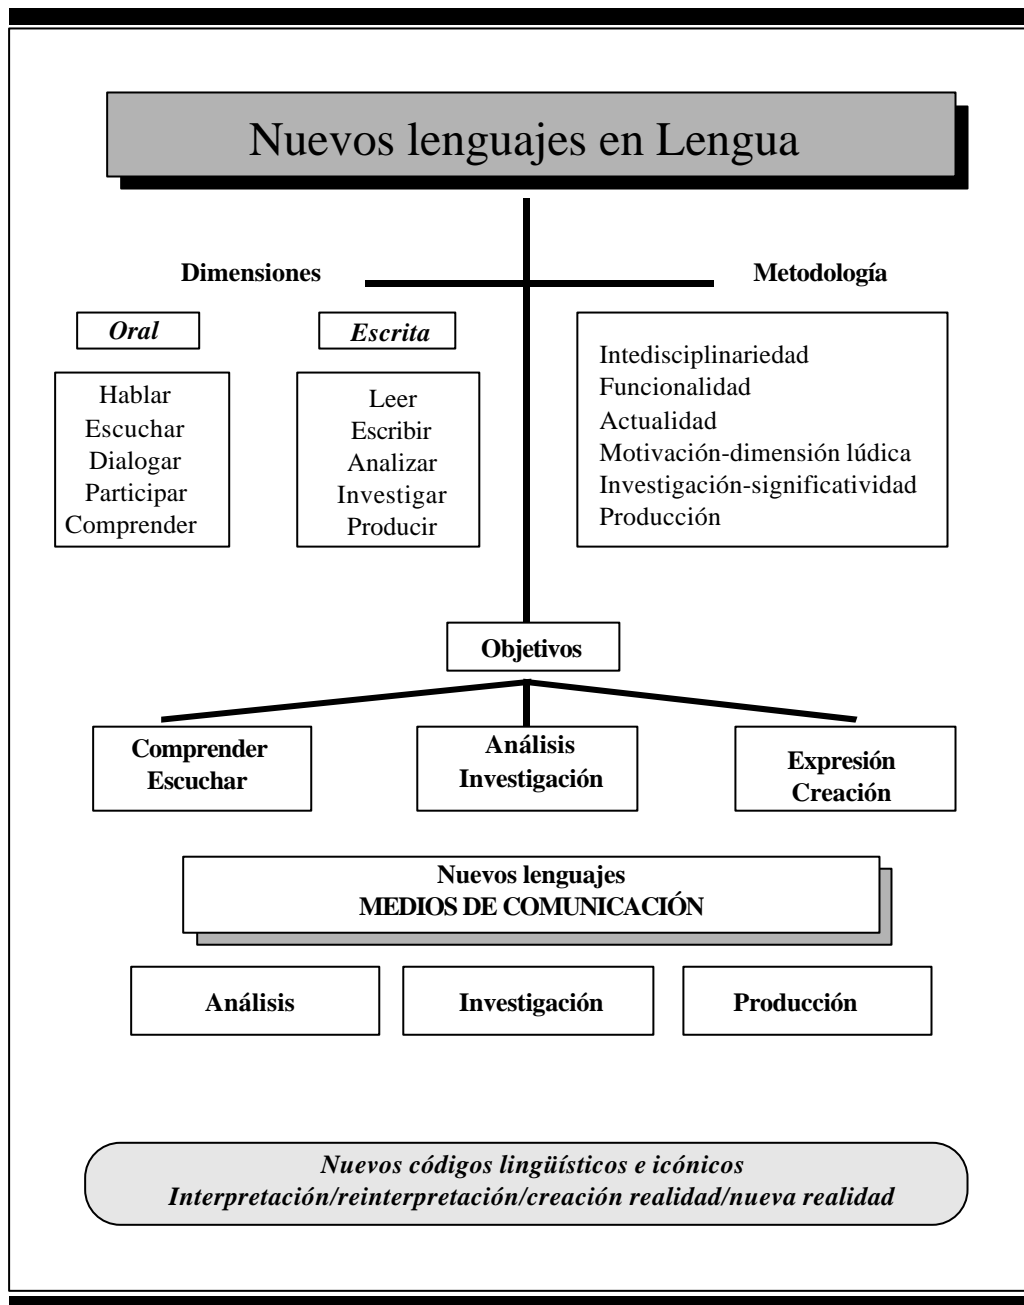 Nuevos lenguajes en Lengua
Dimensiones
Metodología
Oral
Escrita
Hablar
Escuchar
Dialogar
Participar
Comprender
Leer
Escribir
Analizar
Investigar
Producir
Intedisciplinariedad
Funcionalidad
Actualidad
Motivación-dimensión lúdica
Investigación-significatividad
Producción
Objetivos
Comprender
Escuchar
Análisis
Investigación
Expresión
Creación
Nuevos lenguajes
MEDIOS DE COMUNICACIÓN
Análisis
Investigación
Producción
Nuevos códigos lingüísticos e icónicos
Interpretación/reinterpretación/creación realidad/nueva realidad